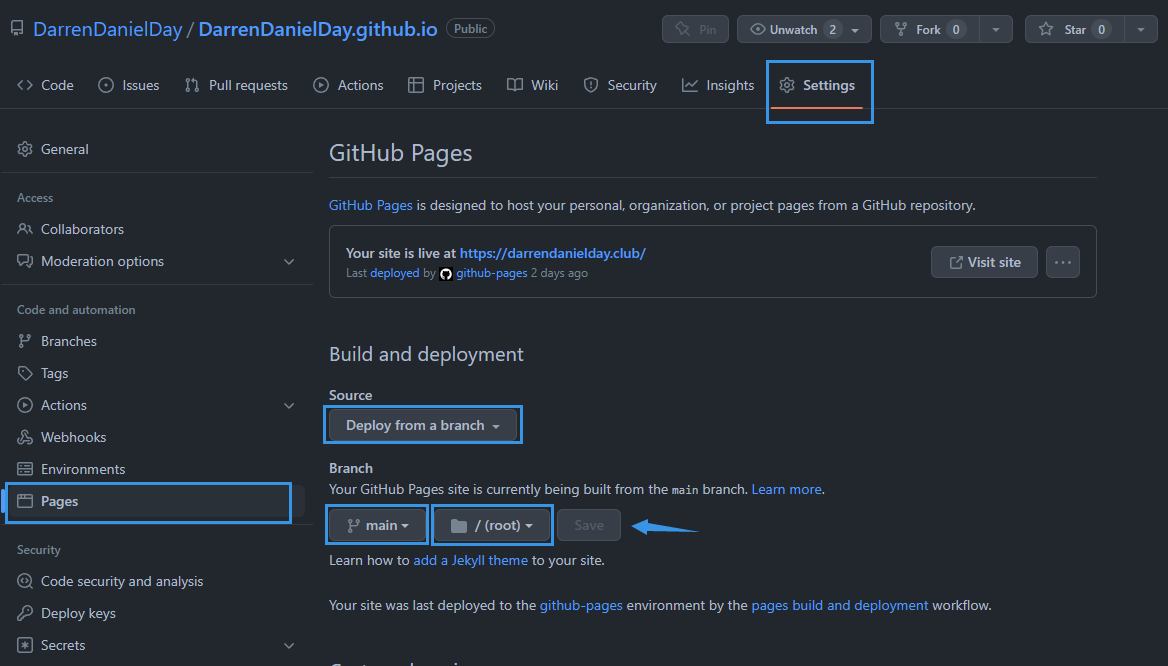 DarrenDanielDay / DarrenDanielDay.github.io Public Pin Unwatch 2 Fork 0 Star 0
Code Issues Pull requests Actions Projects Wiki Security Insights Settings
General
Access
Collaborators
Moderation options
Code and automation
Branches
Tags
Actions
Webhooks
Environments
Pages
Security
Code security and analysis
Deploy keys
Secrets
GitHub Pages
GitHub Pages is designed to host your personal, organization, or project pages from a GitHub repository.
Your site is live at https://darrendanielday.club/
Last deployed by github-pages 2 days ago
Visit site
Build and deployment
Source
Deploy from a branch
Branch
Your GitHub Pages site is currently being built from the main branch. Learn more.
main / (root) Save
Learn how to add a Jekyll theme to your site.
Your site was last deployed to the github-pages environment by the pages build and deployment workflow.